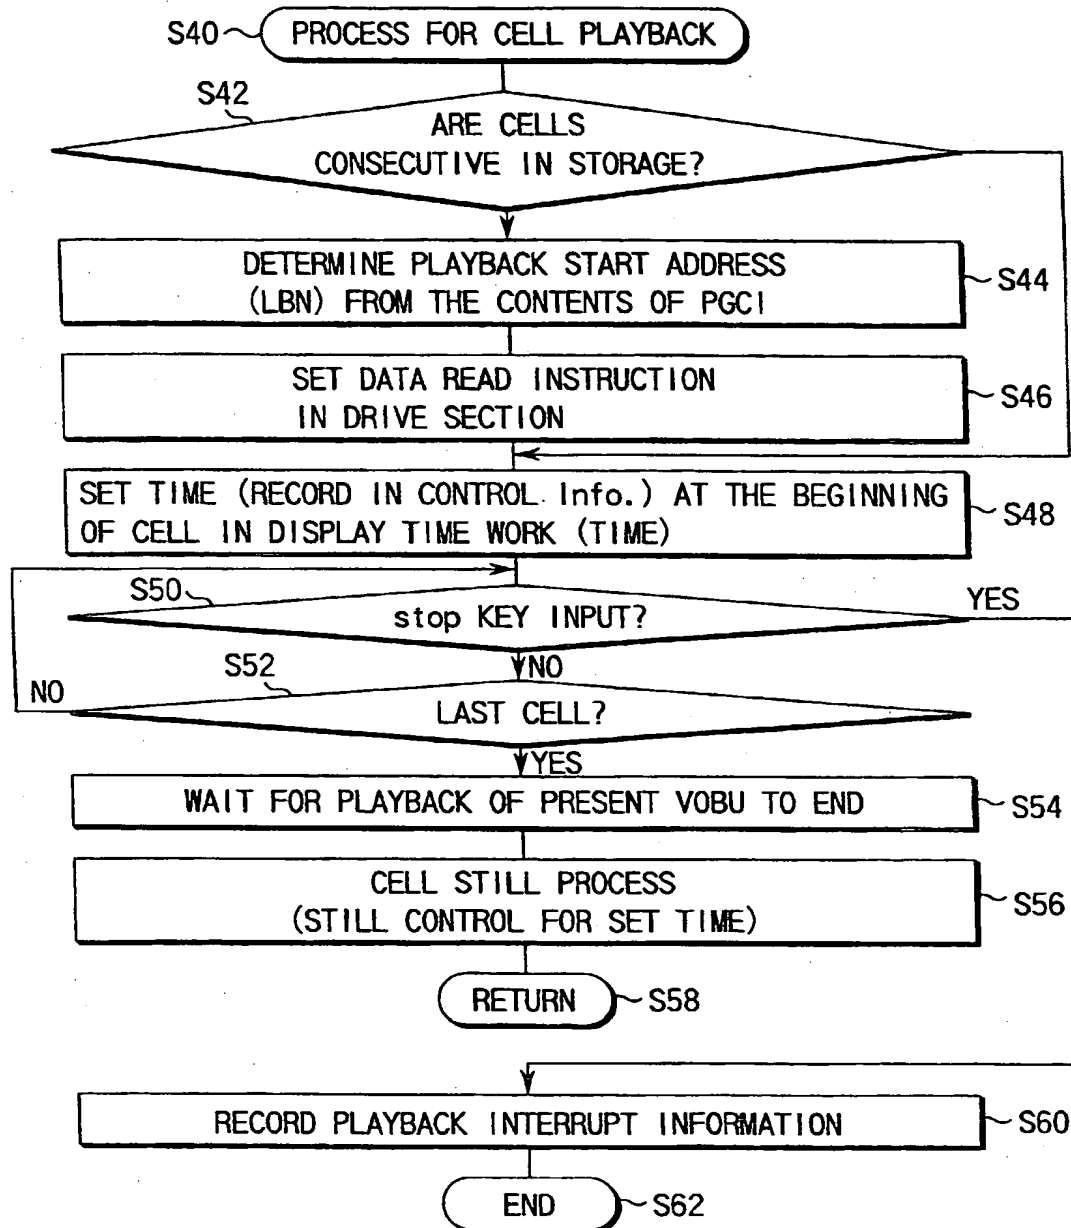 S40
PROCESS FOR CELL PLAYBACK
S42
ARE CELLS
CONSECUTIVE IN STORAGE?
DETERMINE PLAYBACK START ADDRESS
(LBN) FROM THE CONTENTS OF PGCI
S44
SET DATA READ INSTRUCTION
IN DRIVE SECTION
S46
SET TIME (RECORD IN CONTROL Info.) AT THE BEGINNING
OF CELL IN DISPLAY TIME WORK (TIME)
S48
S50
stop KEY INPUT?
YES
NO
S52
NO
LAST CELL?
YES
WAIT FOR PLAYBACK OF PRESENT VOBU TO END
S54
CELL STILL PROCESS
(STILL CONTROL FOR SET TIME)
S56
RETURN
S58
RECORD PLAYBACK INTERRUPT INFORMATION
S60
END
S62